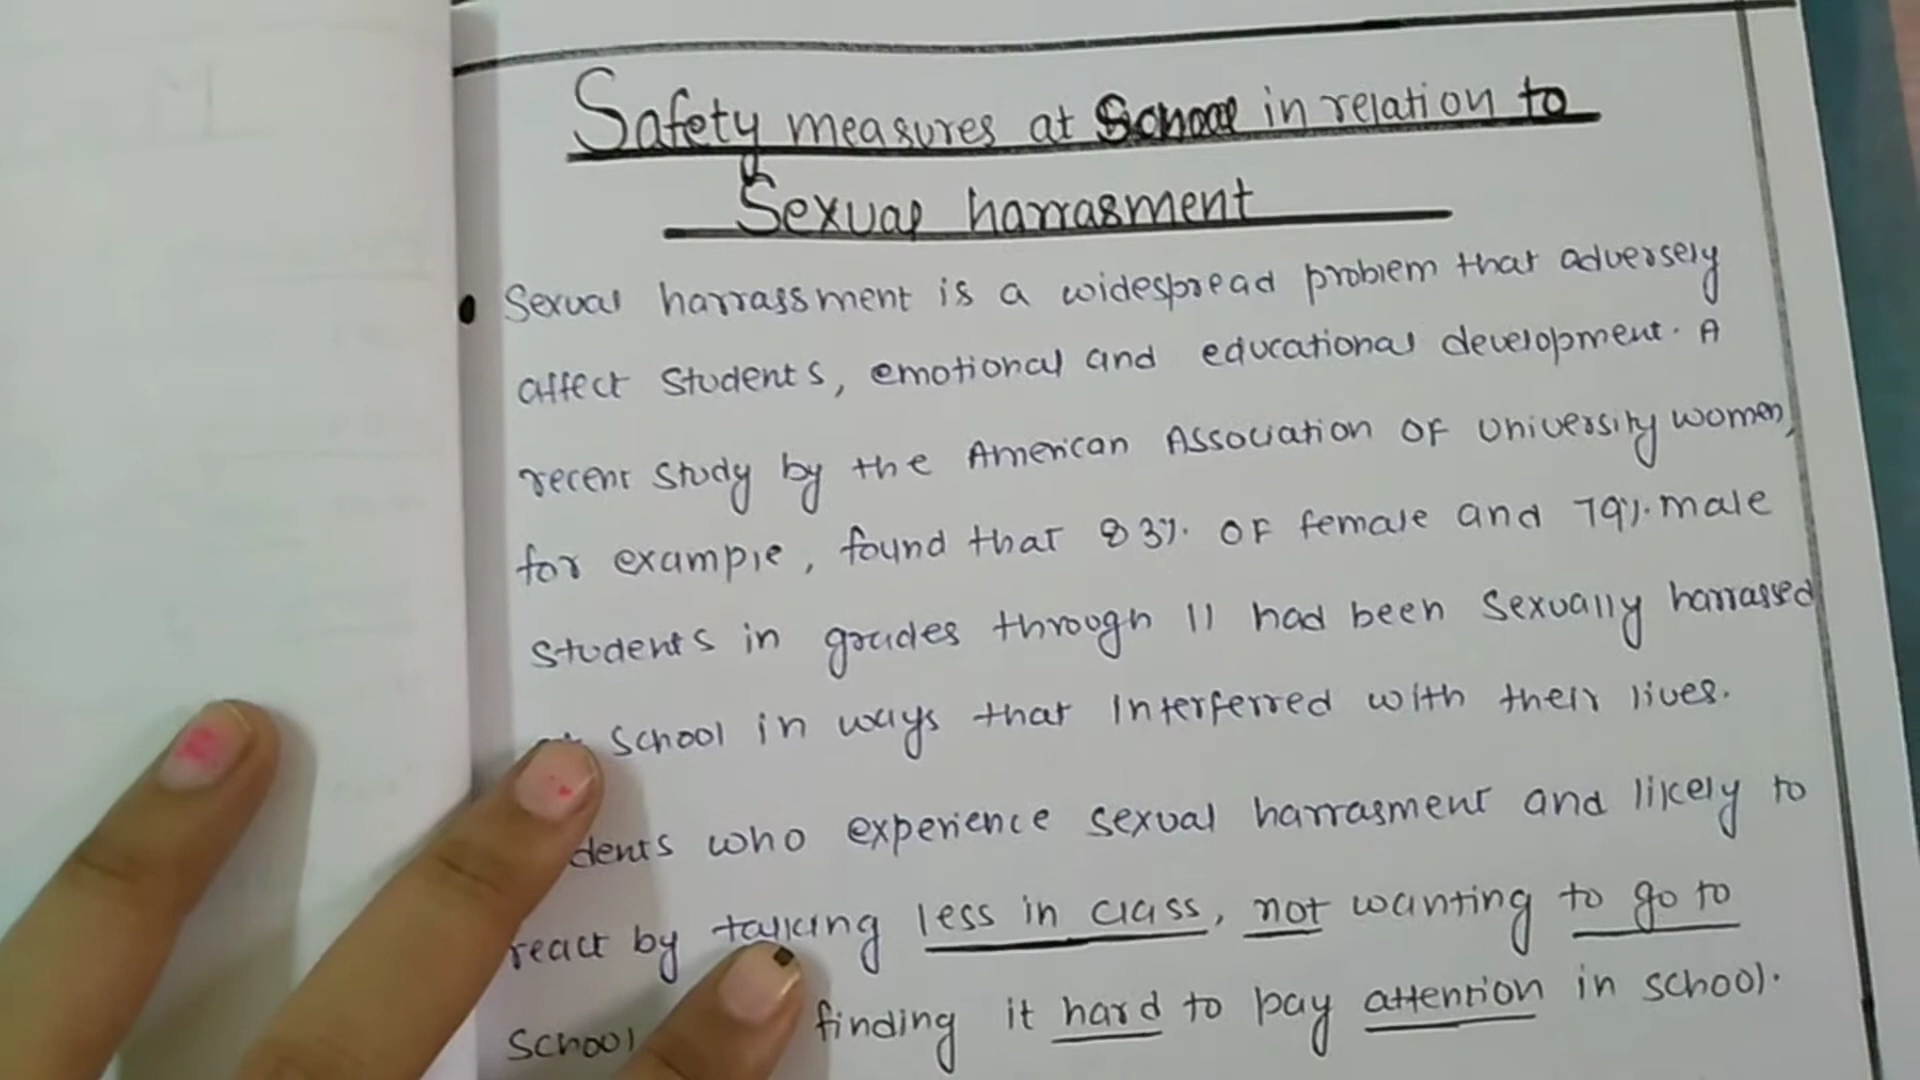 Safety measures at School in relation to
Sexual harrasment
Sexual harrassment is a widespread problem that adversely
affect students, emotional and educational development. A
recent study by the American Association of University women,
for example, found that 83%. of female and 79%. male
students in grades through 11 had been sexually harrassed
School in ways that interferred with their lives.
dents who experience sexual harrasment and likely to
react by talking less in class, not wanting to go to
School finding it hard to pay attention in school.